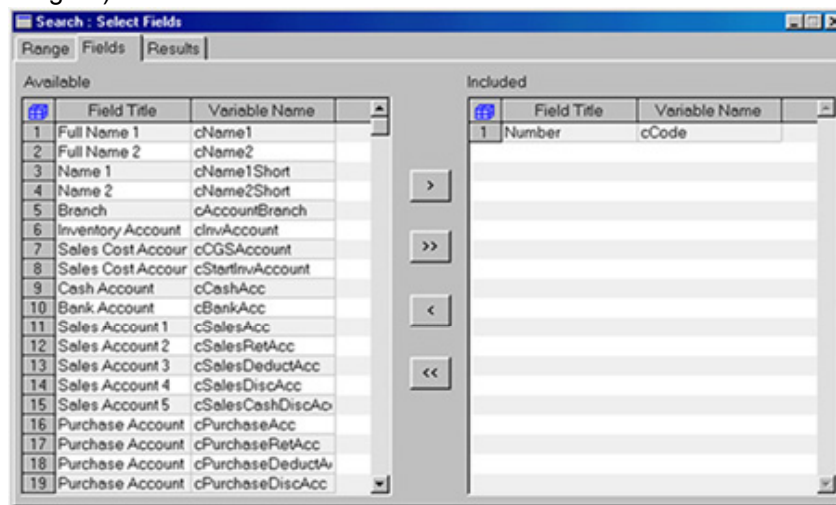 Search : Select Fields
Range Fields Results
Available Included
Field Title Variable Name Field Title Variable Name
1 Full Name 1 cName1 1 Number cCode
2 Full Name 2 cName2
3 Name 1 cName1Short
4 Name 2 cName2Short
5 Branch cAccountBranch
6 Inventory Account cInvAccount
7 Sales Cost Accour cCGSAccount
8 Sales Cost Accour cStartInvAccount
9 Cash Account cCashAcc
10 Bank Account cBankAcc
11 Sales Account 1 cSalesAcc
12 Sales Account 2 cSalesRetAcc
13 Sales Account 3 cSalesDeductAcc
14 Sales Account 4 cSalesDiscAcc
15 Sales Account 5 cSalesCashDiscAc
16 Purchase Account cPurchaseAcc
17 Purchase Account cPurchaseRetAcc
18 Purchase Account cPurchaseDeductA
19 Purchase Account cPurchaseDiscAcc
>
>>
<
<<